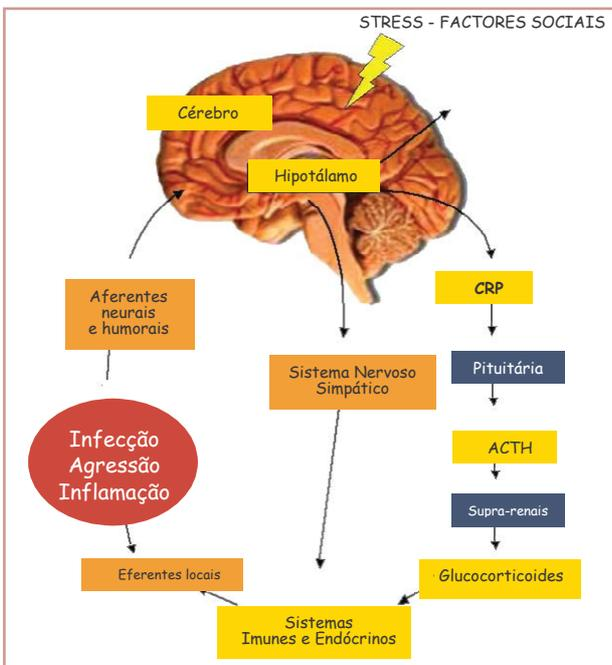 STRESS - FACTORES SOCIAIS
Cérebro
Hipotálamo
Aferentes
neurais
e humorais
CRP
Sistema Nervoso
Simpático
Pituitária
Infecção
Agressão
Inflamação
ACTH
Supra-renais
Eferentes locais
Glucocorticoides
Sistemas
Imunes e Endócrinos